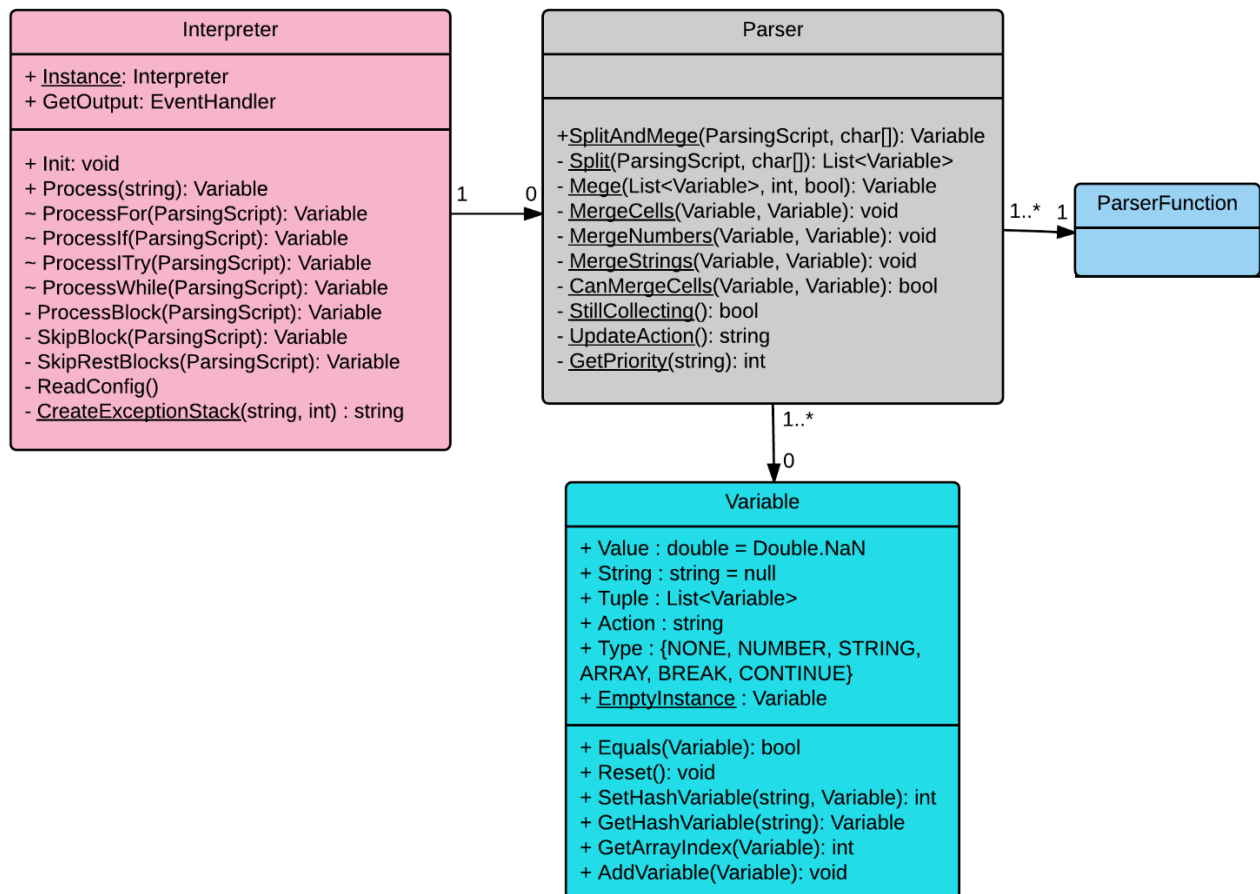 Interpreter
+ Instance: Interpreter
+ GetOutput: EventHandler
+ Init: void
+ Process(string): Variable
~ ProcessFor(ParsingScript): Variable
~ ProcessIf(ParsingScript): Variable
~ ProcessITry(ParsingScript): Variable
~ ProcessWhile(ParsingScript): Variable
- ProcessBlock(ParsingScript): Variable
- SkipBlock(ParsingScript): Variable
- SkipRestBlocks(ParsingScript): Variable
- ReadConfig()
- CreateExceptionStack(string, int) : string
1
0
Parser
+SplitAndMege(ParsingScript, char[]): Variable
- Split(ParsingScript, char[]): List<Variable>
- Mege(List<Variable>, int, bool): Variable
- MergeCells(Variable, Variable): void
- MergeNumbers(Variable, Variable): void
- MergeStrings(Variable, Variable): void
- CanMergeCells(Variable, Variable): bool
- StillCollecting(): bool
- UpdateAction(): string
- GetPriority(string): int
1..*
1
ParserFunction
1..*
0
Variable
+ Value : double = Double.NaN
+ String : string = null
+ Tuple : List<Variable>
+ Action : string
+ Type : {NONE, NUMBER, STRING,
ARRAY, BREAK, CONTINUE}
+ EmptyInstance : Variable
+ Equals(Variable): bool
+ Reset(): void
+ SetHashVariable(string, Variable): int
+ GetHashVariable(string): Variable
+ GetArrayIndex(Variable): int
+ AddVariable(Variable): void